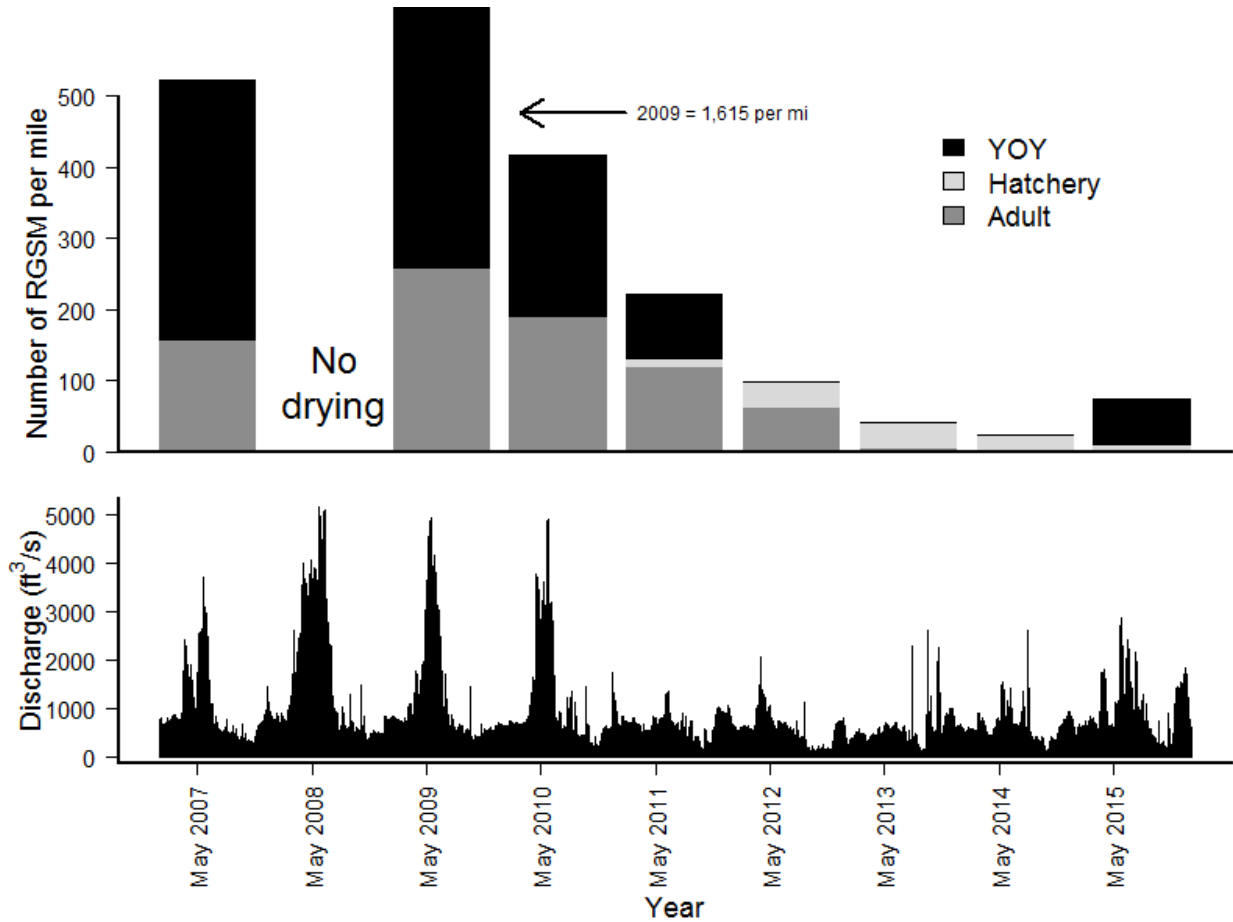 Number of RGSM per mile
500
400
300
200
100
0
2009 = 1,615 per mi
YOY
Hatchery
Adult
No
drying
Discharge (ft³/s)
5000
4000
3000
2000
1000
0
May 2007
May 2008
May 2009
May 2010
May 2011
May 2012
May 2013
May 2014
May 2015
Year